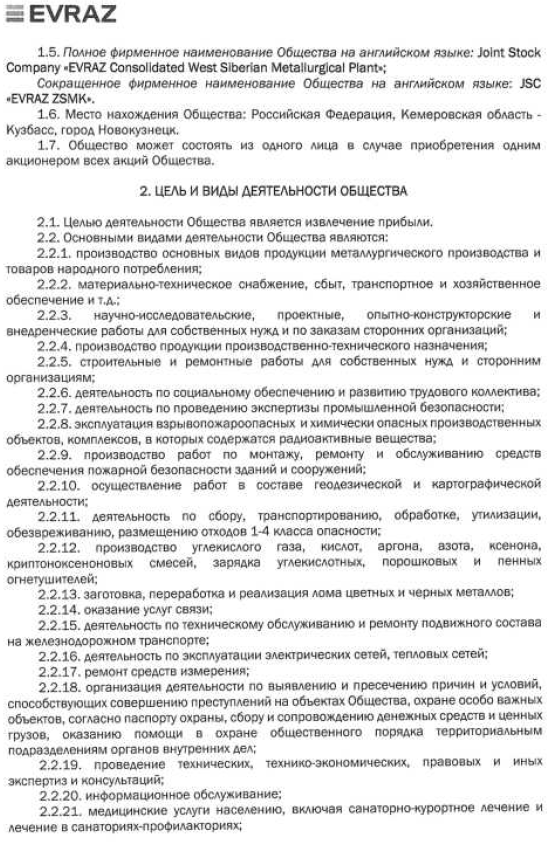 EVRAZ
1.5. Полное фирменное наименование Общества на английском языке: Joint Stock
Company «EVRAZ Consolidated West Siberian Metallurgical Plant»;
Сокращенное фирменное наименование Общества на английском языке: JSC
«EVRAZ ZSMK».
1.6. Место нахождения Общества: Российская Федерация, Кемеровская область -
Кузбасс, город Новокузнецк.
1.7. Общество может состоять из одного лица в случае приобретения одним
акционером всех акций Общества.
2. ЦЕЛЬ И ВИДЫ ДЕЯТЕЛЬНОСТИ ОБЩЕСТВА
2.1. Целью деятельности Общества является извлечение прибыли.
2.2. Основными видами деятельности Общества являются:
2.2.1. производство основных видов продукции металлургического производства и
товаров народного потребления;
2.2.2. материально-техническое снабжение, сбыт, транспортное и хозяйственное
обеспечение и т.д.;
2.2.3. научно-исследовательские, проектные, опытно-конструкторские и
внедренческие работы для собственных нужд и по заказам сторонних организаций;
2.2.4. производство продукции производственно-технического назначения;
2.2.5. строительные и ремонтные работы для собственных нужд и сторонним
организациям;
2.2.6. деятельность по социальному обеспечению и развитию трудового коллектива;
2.2.7. деятельность по проведению экспертизы промышленной безопасности;
2.2.8. эксплуатация взрывопожароопасных и химически опасных производственных
объектов, комплексов, в которых содержатся радиоактивные вещества;
2.2.9. производство работ по монтажу, ремонту и обслуживанию средств
обеспечения пожарной безопасности зданий и сооружений;
2.2.10. осуществление работ в составе геодезической и картографической
деятельности;
2.2.11. деятельность по сбору, транспортированию, обработке, утилизации,
обезвреживанию, размещению отходов 1-4 класса опасности;
2.2.12. производство углекислого газа, кислот, аргона, азота, ксенона,
криптоноксеноновых смесей, зарядка углекислотных, порошковых и пенных
огнетушителей;
2.2.13. заготовка, переработка и реализация лома цветных и черных металлов;
2.2.14. оказание услуг связи;
2.2.15. деятельность по техническому обслуживанию и ремонту подвижного состава
на железнодорожном транспорте;
2.2.16. деятельность по эксплуатации электрических сетей, тепловых сетей;
2.2.17. ремонт средств измерения;
2.2.18. организация деятельности по выявлению и пресечению причин и условий,
способствующих совершению преступлений на объектах Общества, охране особо важных
объектов, согласно паспорту охраны, сбору и сопровождению денежных средств и ценных
грузов, оказанию помощи в охране общественного порядка территориальным
подразделениям органов внутренних дел;
2.2.19. проведение технических, технико-экономических, правовых и иных
экспертиз и консультаций;
2.2.20. информационное обслуживание;
2.2.21. медицинские услуги населению, включая санаторно-курортное лечение и
лечение в санаториях-профилакториях;